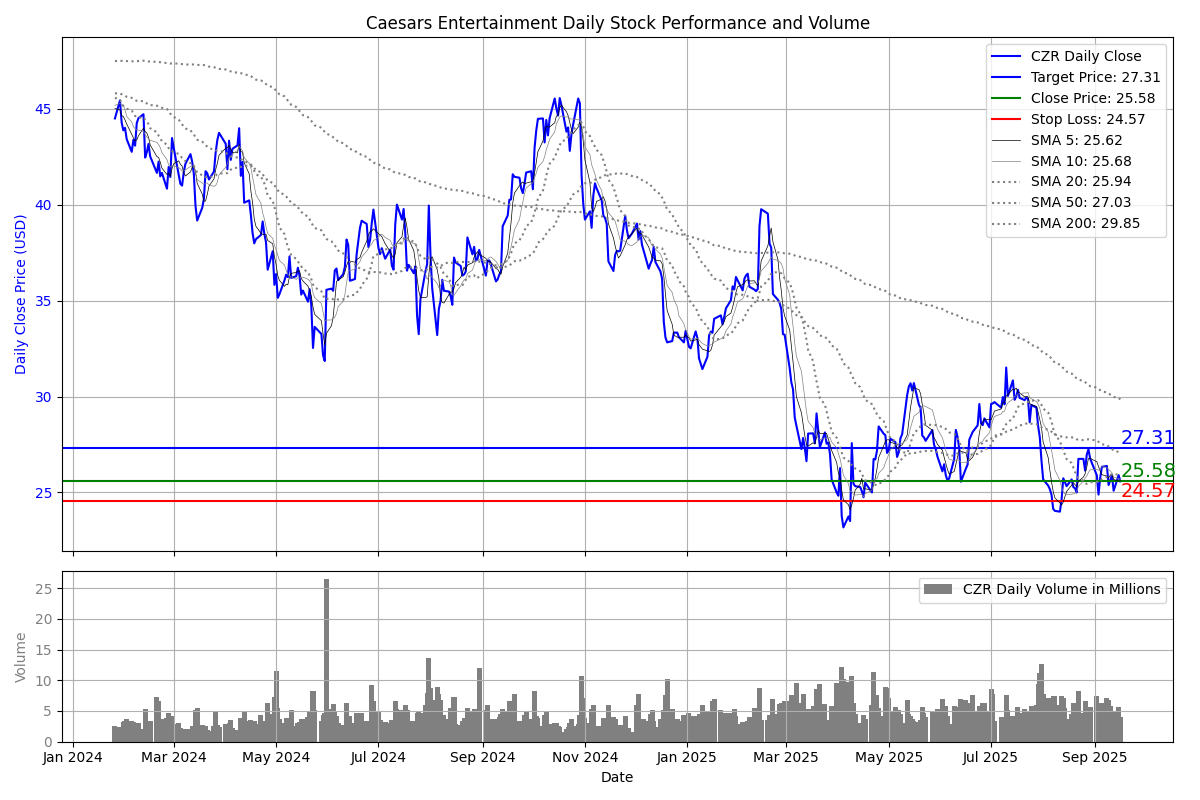 Caesars Entertainment Daily Stock Performance and Volume
Daily Close Price (USD)
45
40
35
30
25
CZR Daily Close
Target Price: 27.31
Close Price: 25.58
Stop Loss: 24.57
SMA 5: 25.62
SMA 10: 25.68
SMA 20: 25.94
SMA 50: 27.03
SMA 200: 29.85
27.31
25.58
24.57
Volume
25
20
15
10
5
0
CZR Daily Volume in Millions
Jan 2024 Mar 2024 May 2024 Jul 2024 Sep 2024 Nov 2024 Jan 2025 Mar 2025 May 2025 Jul 2025 Sep 2025
Date